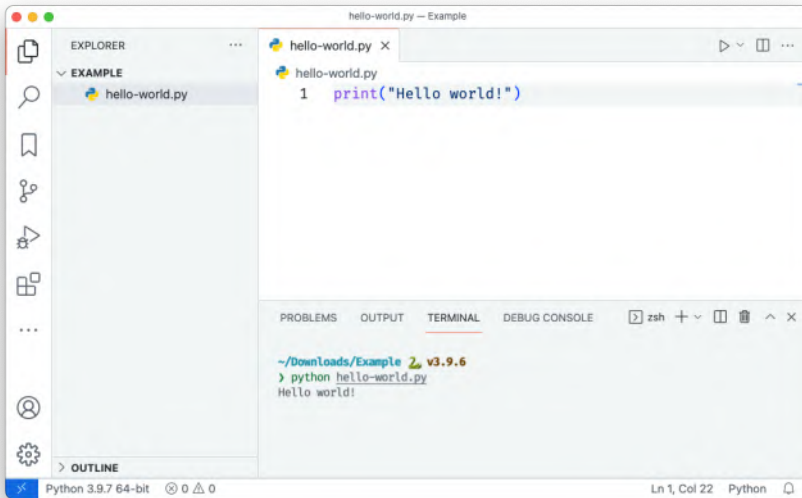 hello-world.py — Example
EXPLORER
EXAMPLE
hello-world.py
OUTLINE
hello-world.py
hello-world.py
1 print("Hello world!")
PROBLEMS OUTPUT TERMINAL DEBUG CONSOLE zsh
~/Downloads/Example 🐍 v3.9.6
❯ python hello-world.py
Hello world!
Python 3.9.7 64-bit 0 0 Ln 1, Col 22 Python